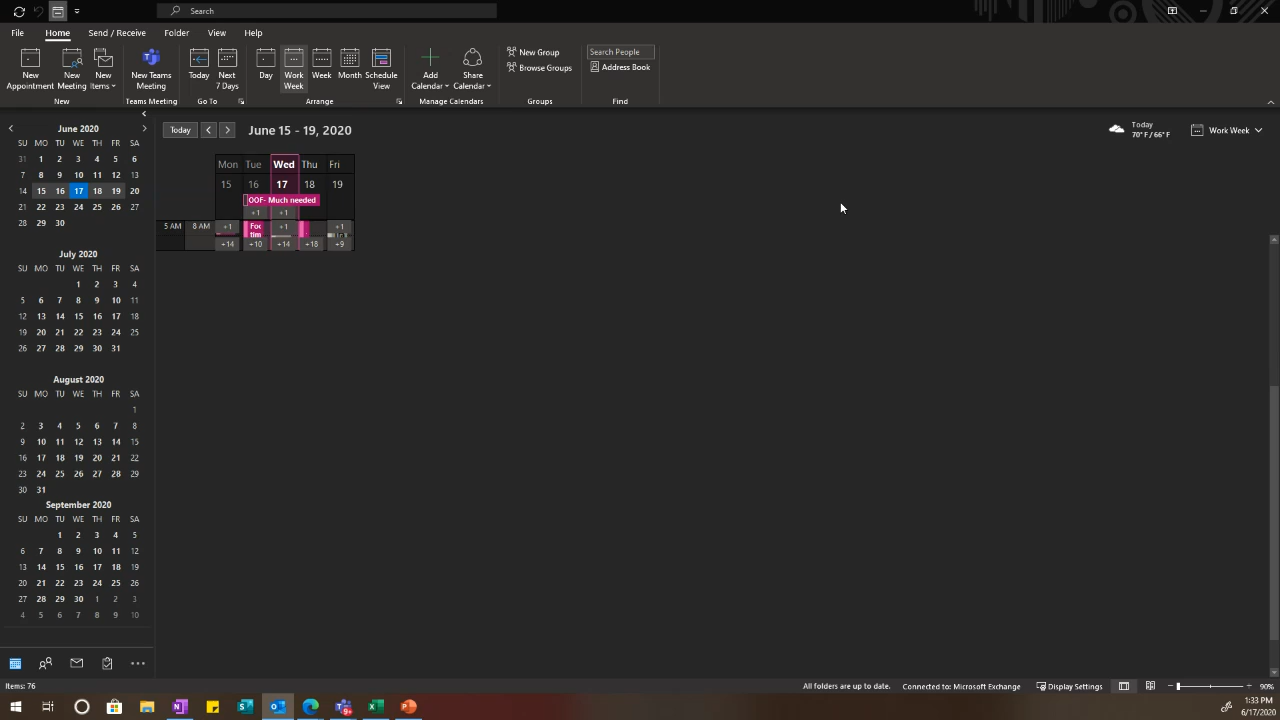 Search
File Home Send / Receive Folder View Help
New Appointment
New Meeting
New Items
New
New Teams Meeting
Teams Meeting
Today
Next 7 Days
Go To
Day
Work Week
Week
Month
Schedule View
Arrange
Add Calendar
Share Calendar
Manage Calendars
New Group
Browse Groups
Groups
Search People
Address Book
Find
June 2020
SU MO TU WE TH FR SA
31 1 2 3 4 5 6
7 8 9 10 11 12 13
14 15 16 17 18 19 20
21 22 23 24 25 26 27
28 29 30
July 2020
SU MO TU WE TH FR SA
1 2 3 4
5 6 7 8 9 10 11
12 13 14 15 16 17 18
19 20 21 22 23 24 25
26 27 28 29 30 31
August 2020
SU MO TU WE TH FR SA
1
2 3 4 5 6 7 8
9 10 11 12 13 14 15
16 17 18 19 20 21 22
23 24 25 26 27 28 29
30 31
September 2020
SU MO TU WE TH FR SA
1 2 3 4 5
6 7 8 9 10 11 12
13 14 15 16 17 18 19
20 21 22 23 24 25 26
27 28 29 30 1 2 3
4 5 6 7 8 9 10
Today June 15 - 19, 2020
Today
70° F / 66° F
Work Week
Mon Tue Wed Thu Fri
15 16 17 18 19
OOF- Much needed
+1 +1
5 AM 8 AM +1 Foc +1 +1
tim
+14 +10 +14 +18 +9
Items: 76
All folders are up to date. Connected to: Microsoft Exchange Display Settings 90%
9+
1:33 PM
6/17/2020